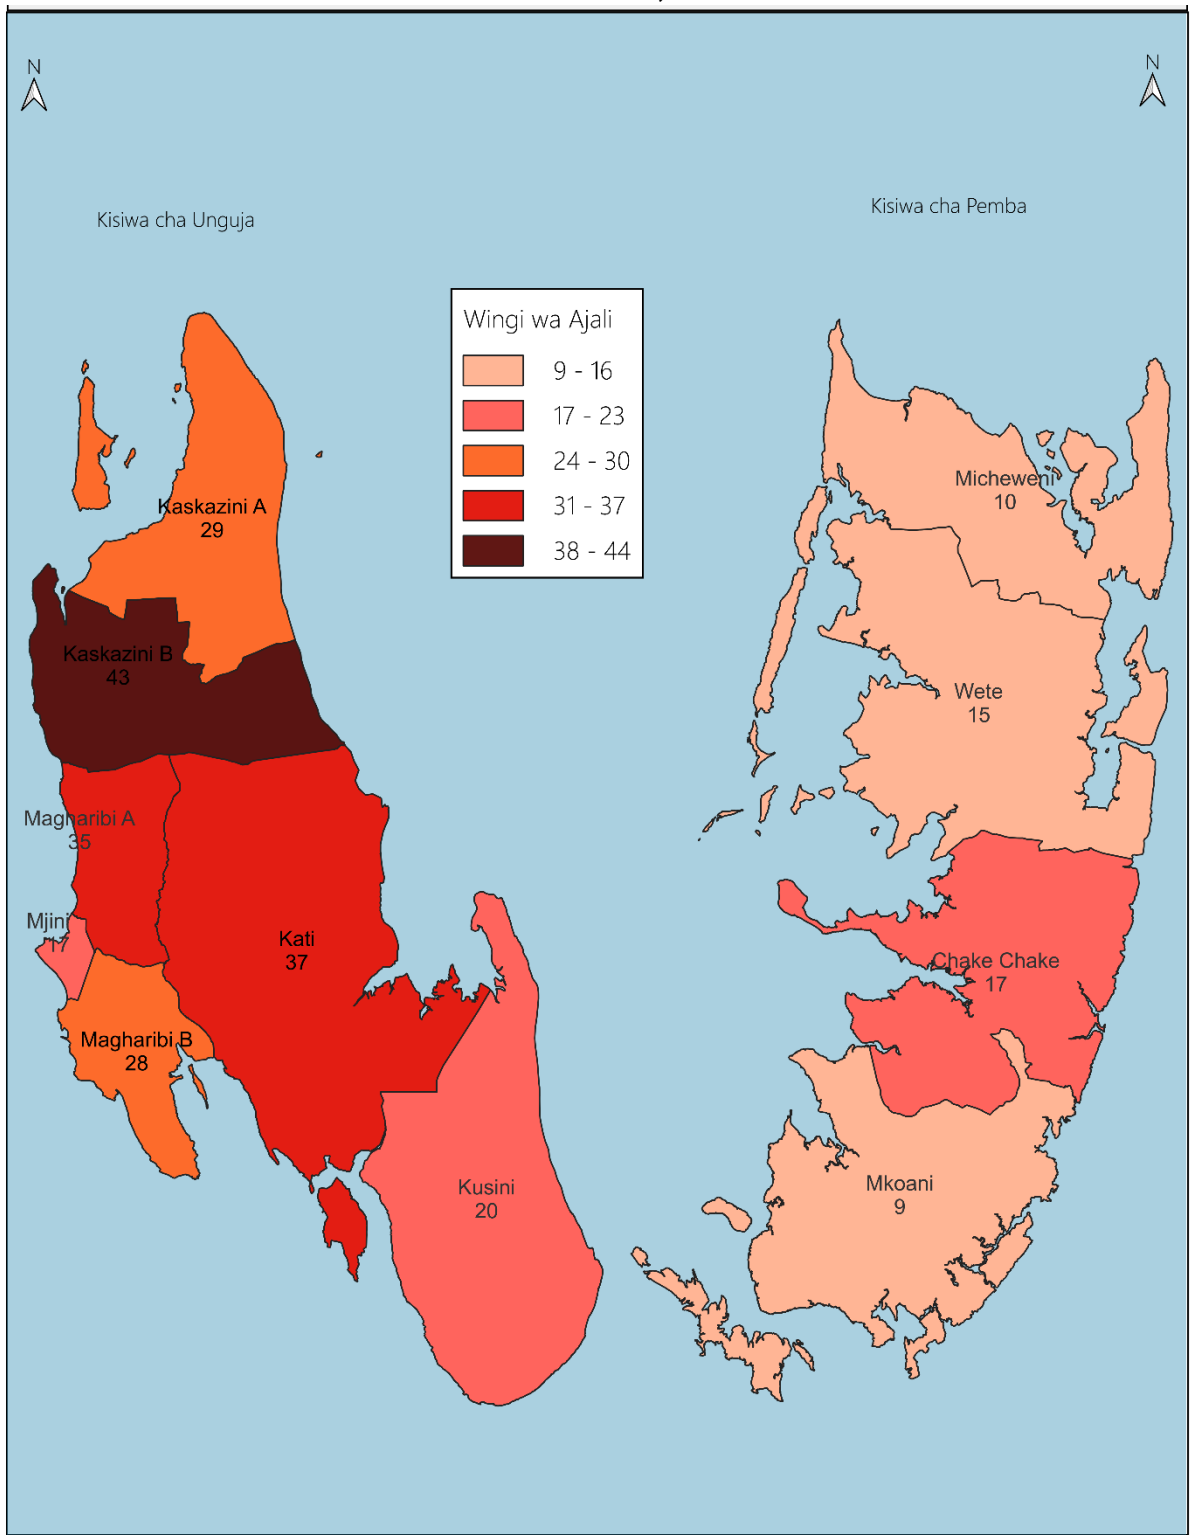 N
N
Kisiwa cha Unguja
Kisiwa cha Pemba
Wingi wa Ajali
9 - 16
17 - 23
24 - 30
31 - 37
38 - 44
Kaskazini A
29
Kaskazini B
43
Magharibi A
35
Mjini
17
Kati
37
Magharibi B
28
Kusini
20
Micheweni
10
Wete
15
Chake Chake
17
Mkoani
9